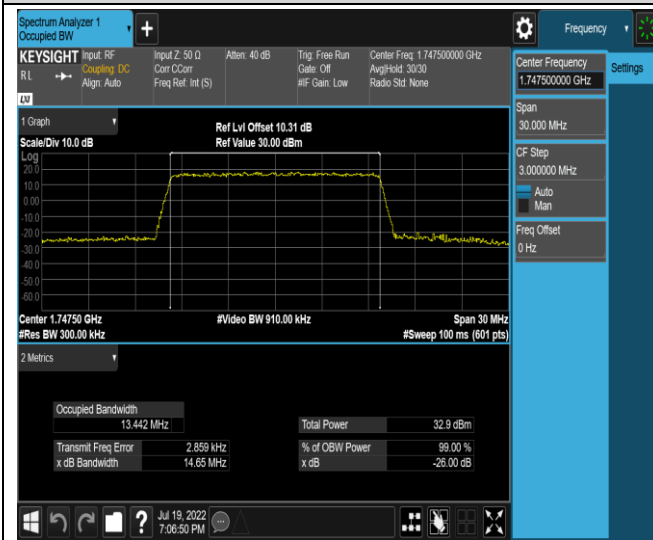 Spectrum Analyzer 1
Occupied BW
+
Frequency
KEYSIGHT
RL
LXI
Input: RF
Coupling: DC
Align: Auto
Input Z: 50 Ω
Corr CCorr
Freq Ref: Int (S)
Atten: 40 dB
Trig: Free Run
Gate: Off
#IF Gain: Low
Center Freq: 1.747500000 GHz
Avg|Hold: 30/30
Radio Std: None
Center Frequency
1.747500000 GHz
Settings
Span
30.000 MHz
CF Step
3.000000 MHz
Auto
Man
Freq Offset
0 Hz
1 Graph
Scale/Div 10.0 dB
Ref Lvl Offset 10.31 dB
Ref Value 30.00 dBm
Log
20.0
10.0
0.00
-10.0
-20.0
-30.0
-40.0
-50.0
-60.0
Center 1.74750 GHz
#Res BW 300.00 kHz
#Video BW 910.00 kHz
Span 30 MHz
#Sweep 100 ms (601 pts)
2 Metrics
Occupied Bandwidth
13.442 MHz
Total Power 32.9 dBm
Transmit Freq Error 2.859 kHz
% of OBW Power 99.00 %
x dB Bandwidth 14.65 MHz
x dB -26.00 dB
?
Jul 19, 2022
7:06:50 PM